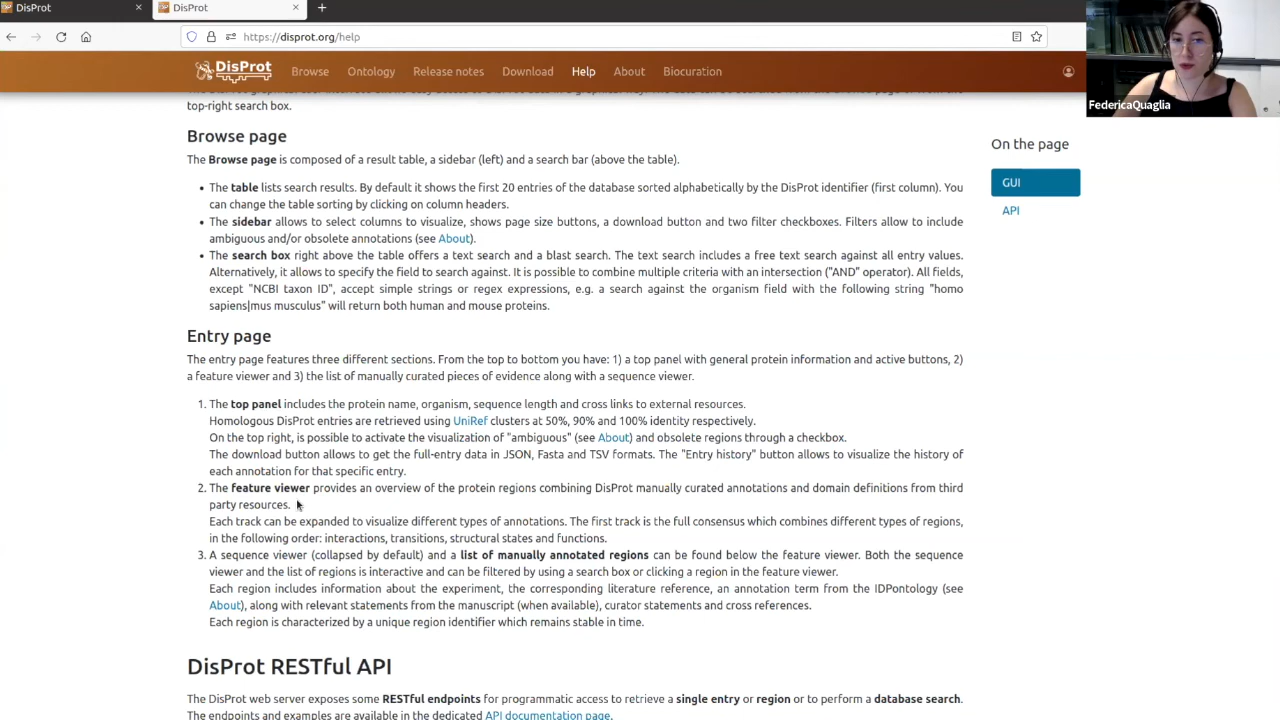 DisProt
DisProt
https://disprot.org/help
DisProt
Browse
Ontology
Release notes
Download
Help
About
Biocuration
FedericaQuaglia
top-right search box.
Browse page
The Browse page is composed of a result table, a sidebar (left) and a search bar (above the table).
• The table lists search results. By default it shows the first 20 entries of the database sorted alphabetically by the DisProt identifier (first column). You
can change the table sorting by clicking on column headers.
• The sidebar allows to select columns to visualize, shows page size buttons, a download button and two filter checkboxes. Filters allow to include
ambiguous and/or obsolete annotations (see About).
• The search box right above the table offers a text search and a blast search. The text search includes a free text search against all entry values.
Alternatively, it allows to specify the field to search against. It is possible to combine multiple criteria with an intersection ("AND" operator). All fields,
except "NCBI taxon ID", accept simple strings or regex expressions, e.g. a search against the organism field with the following string "homo
sapiens|mus musculus" will return both human and mouse proteins.
Entry page
The entry page features three different sections. From the top to bottom you have: 1) a top panel with general protein information and active buttons, 2)
a feature viewer and 3) the list of manually curated pieces of evidence along with a sequence viewer.
1. The top panel includes the protein name, organism, sequence length and cross links to external resources.
Homologous DisProt entries are retrieved using UniRef clusters at 50%, 90% and 100% identity respectively.
On the top right, is possible to activate the visualization of "ambiguous" (see About) and obsolete regions through a checkbox.
The download button allows to get the full-entry data in JSON, Fasta and TSV formats. The "Entry history" button allows to visualize the history of
each annotation for that specific entry.
2. The feature viewer provides an overview of the protein regions combining DisProt manually curated annotations and domain definitions from third
party resources.
Each track can be expanded to visualize different types of annotations. The first track is the full consensus which combines different types of regions,
in the following order: interactions, transitions, structural states and functions.
3. A sequence viewer (collapsed by default) and a list of manually annotated regions can be found below the feature viewer. Both the sequence
viewer and the list of regions is interactive and can be filtered by using a search box or clicking a region in the feature viewer.
Each region includes information about the experiment, the corresponding literature reference, an annotation term from the IDPontology (see
About), along with relevant statements from the manuscript (when available), curator statements and cross references.
Each region is characterized by a unique region identifier which remains stable in time.
DisProt RESTful API
The DisProt web server exposes some RESTful endpoints for programmatic access to retrieve a single entry or region or to perform a database search.
The endpoints and examples are available in the dedicated API documentation page.
On the page
GUI
API